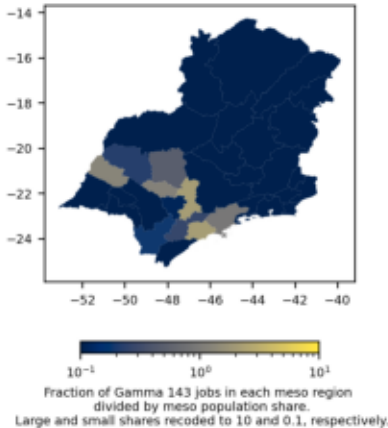 −14
−16
−18
−20
−22
−24
−52 −50 −48 −46 −44 −42 −40
10⁻¹ 10⁰ 10¹
Fraction of Gamma 143 jobs in each meso region
divided by meso population share.
Large and small shares recoded to 10 and 0.1, respectively